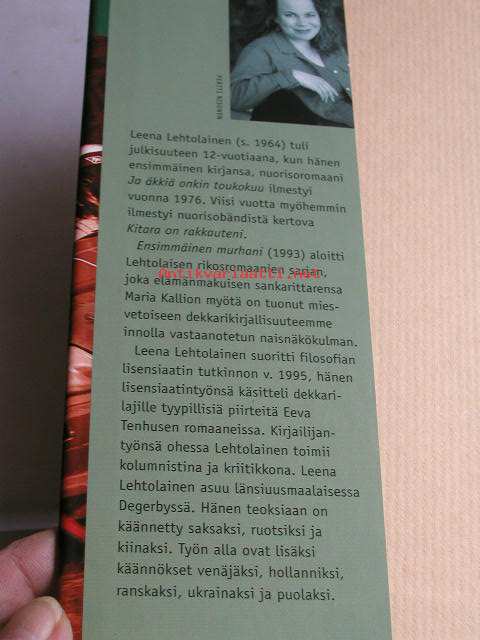 Leena Lehtolainen (s. 1964) tuli
julkisuuteen 12-vuotiaana, kun hänen
ensimmäinen kirjansa, nuorisoromaani
Ja äkkiä onkin toukokuu ilmestyi
vuonna 1976. Viisi vuotta myöhemmin
ilmestyi nuorisobändistä kertova
Kitara on rakkauteni.
Ensimmäinen murhani (1993) aloitti
Lehtolaisen rikosromaanien sarjan,
antikvariaatti.net
joka elämänmakuisen sankarittarensa
Maria Kallion myötä on tuonut mies-
vetoiseen dekkarikirjallisuuteemme
innolla vastaanotetun naisnäkökulman.
Leena Lehtolainen suoritti filosofian
lisensiaatin tutkinnon v. 1995, hänen
lisensiaatintyönsä käsitteli dekkari-
lajille tyypillisiä piirteitä Eeva
Tenhusen romaaneissa. Kirjailijan-
työnsä ohessa Lehtolainen toimii
kolumnistina ja kriitikkona. Leena
Lehtolainen asuu länsiuusmaalaisessa
Degerbyssä. Hänen teoksiaan on
käännetty saksaksi, ruotsiksi ja
kiinaksi. Työn alla ovat lisäksi
käännökset venäjäksi, hollanniksi,
ranskaksi, ukrainaksi ja puolaksi.